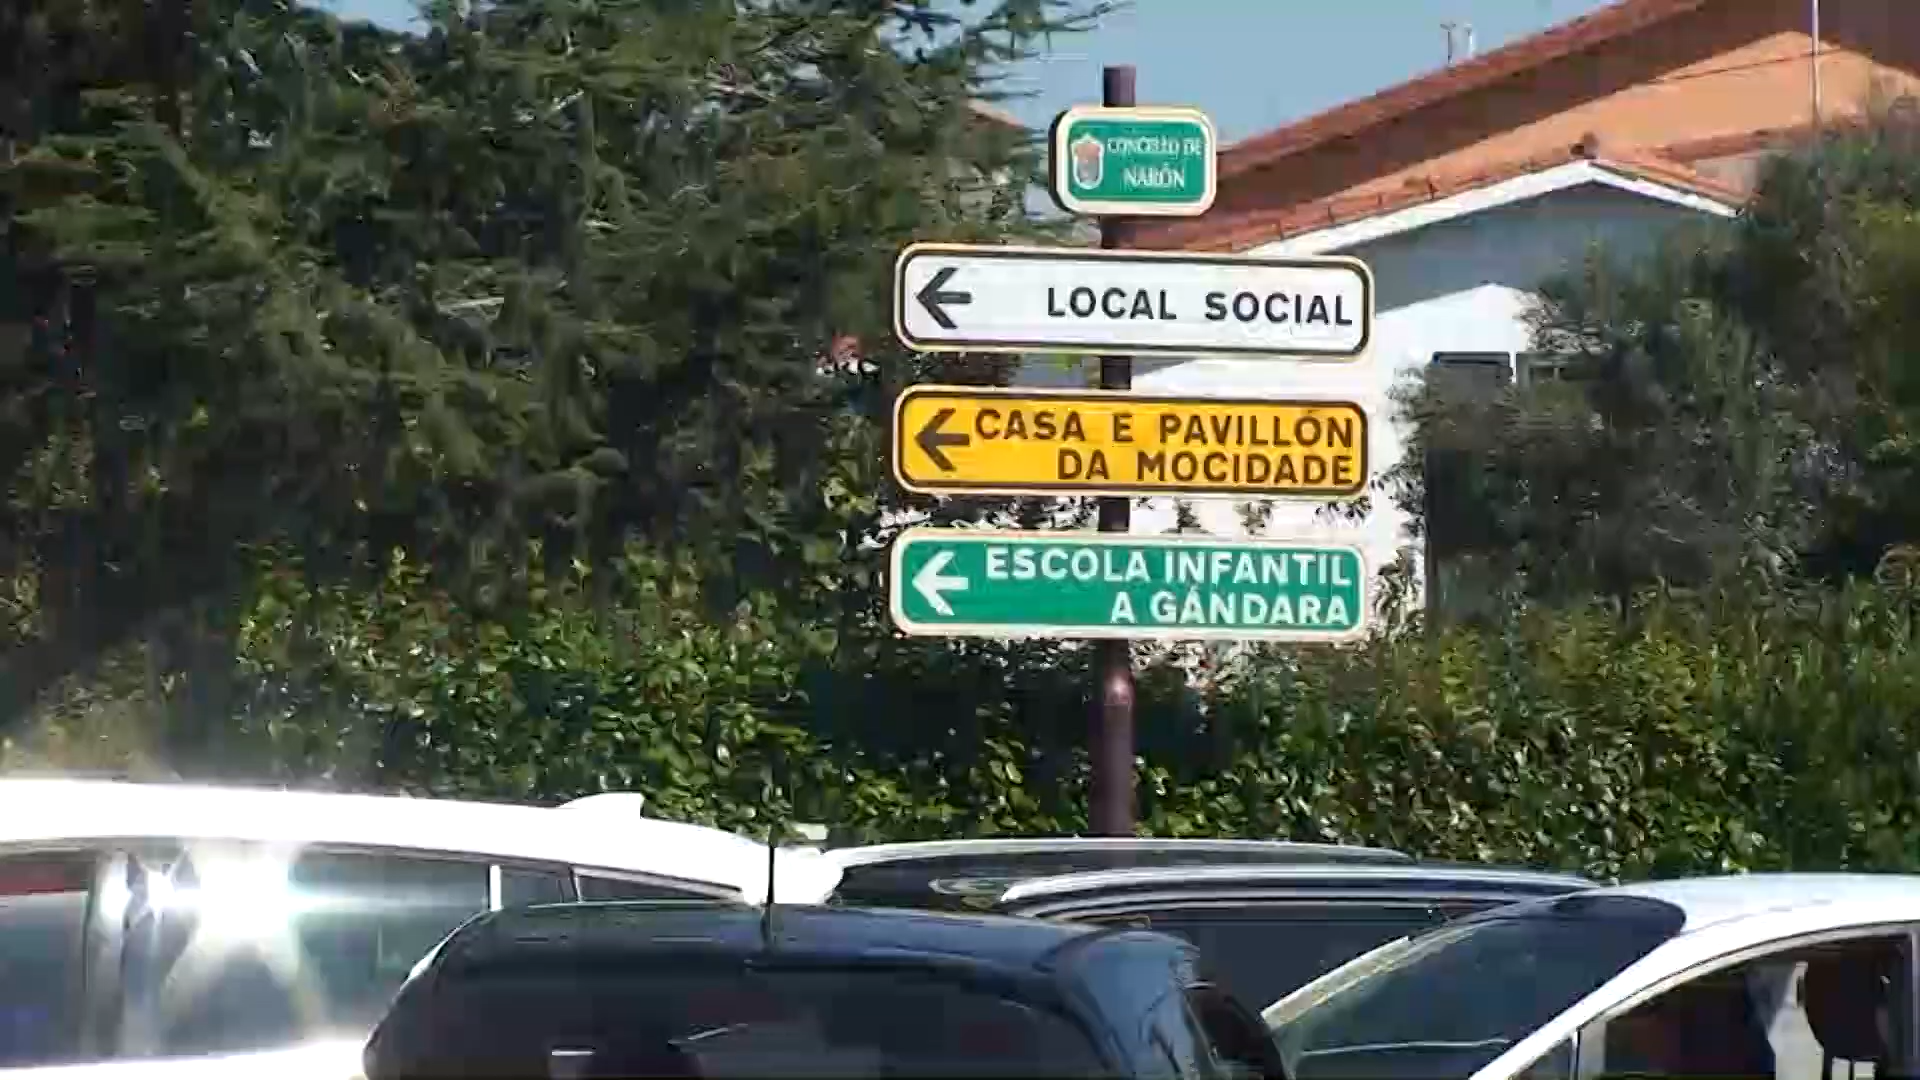 CONCELLO DE
NARÓN
LOCAL SOCIAL
CASA E PAVILLÓN
DA MOCIDADE
ESCOLA INFANTIL
A GÁNDARA